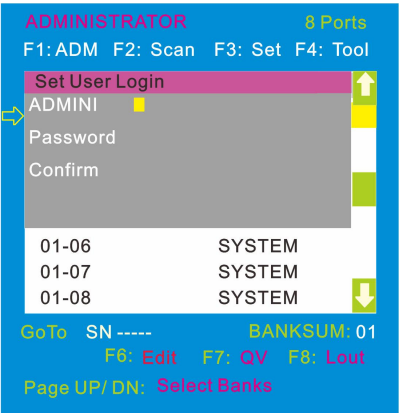 ADMINISTRATOR 8 Ports
F1: ADM F2: Scan F3: Set F4: Tool
Set User Login
ADMINI
Password
Confirm
01-06 SYSTEM
01-07 SYSTEM
01-08 SYSTEM
GoTo SN ----- BANKSUM: 01
F6: Edit F7: QV F8: Lout
Page UP/ DN: Select Banks